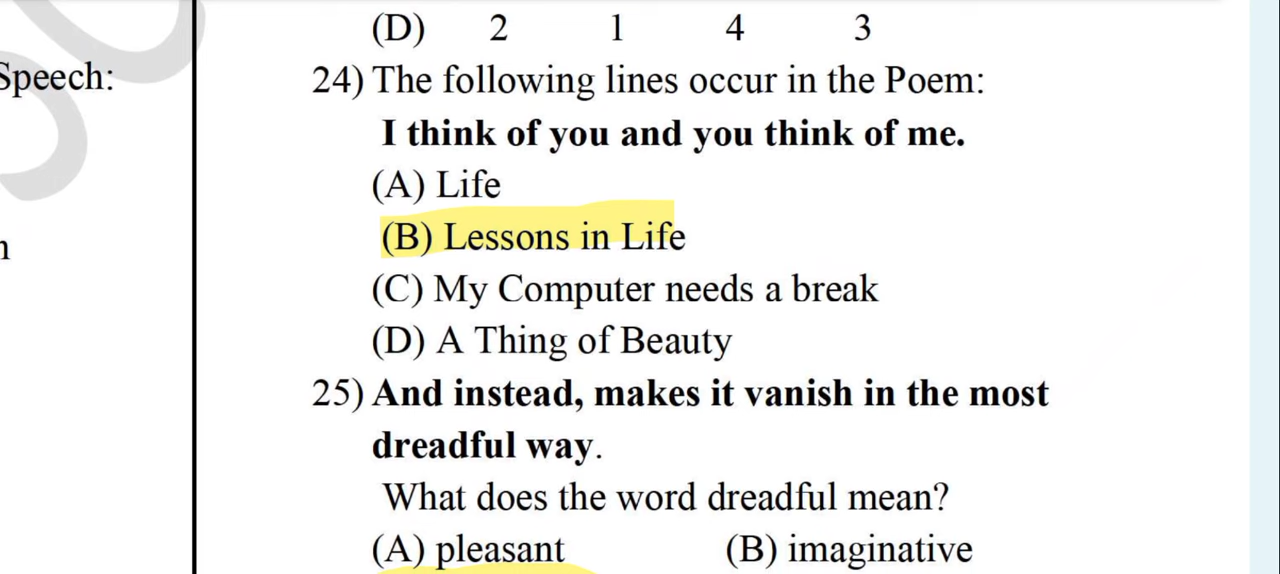 Speech:
(D) 2 1 4 3
24) The following lines occur in the Poem:
I think of you and you think of me.
(A) Life
(B) Lessons in Life
(C) My Computer needs a break
(D) A Thing of Beauty
25) And instead, makes it vanish in the most
dreadful way.
What does the word dreadful mean?
(A) pleasant (B) imaginative